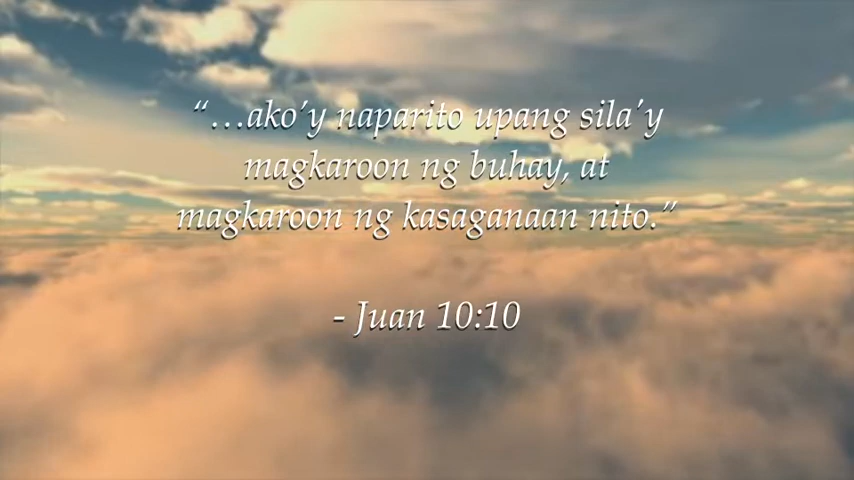 “…ako’y naparito upang sila'y
magkaroon ng buhay, at
magkaroon ng kasaganaan nito.”
- Juan 10:10